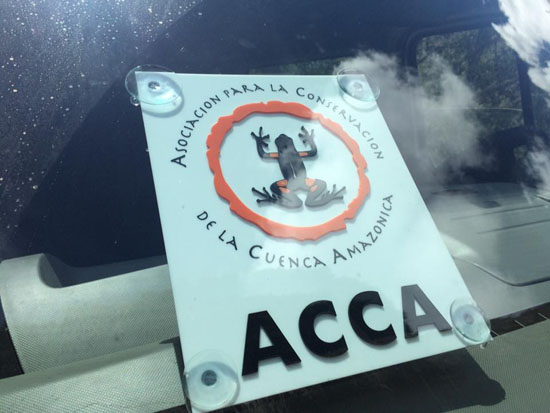 ASOCIACION PARA LA CONSERVACION
DE LA CUENCA AMAZONICA
ACCA